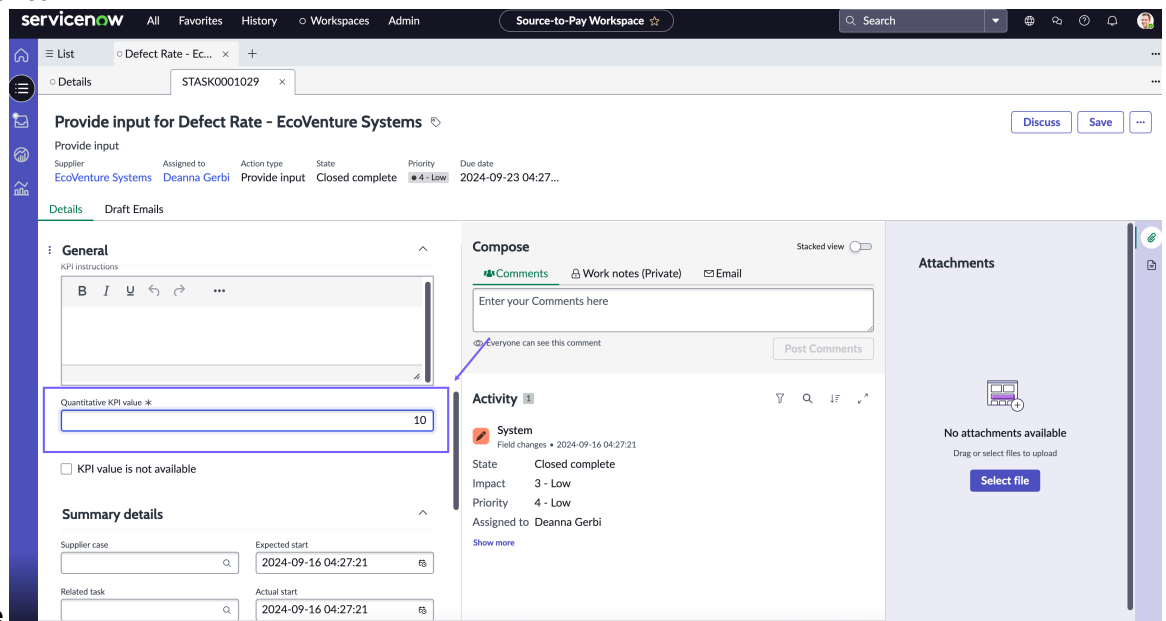 servicenow All Favorites History Workspaces Admin Source-to-Pay Workspace Search
List Defect Rate - Ec... × +
Details STASK0001029 ×
Provide input for Defect Rate - EcoVenture Systems Discuss Save
Provide input
Supplier Assigned to Action type State Priority Due date
EcoVenture Systems Deanna Gerbi Provide input Closed complete 4 - Low 2024-09-23 04:27...
Details Draft Emails
General
KPI instructions
B I U
Quantitative KPI value *
10
KPI value is not available
Summary details
Supplier case Expected start
2024-09-16 04:27:21
Related task Actual start
2024-09-16 04:27:21
Compose Stacked view
Comments Work notes (Private) Email
Enter your Comments here
Everyone can see this comment Post Comments
Activity 1
System
Field changes • 2024-09-16 04:27:21
State Closed complete
Impact 3 - Low
Priority 4 - Low
Assigned to Deanna Gerbi
Show more
Attachments
No attachments available
Drag or select files to upload
Select file